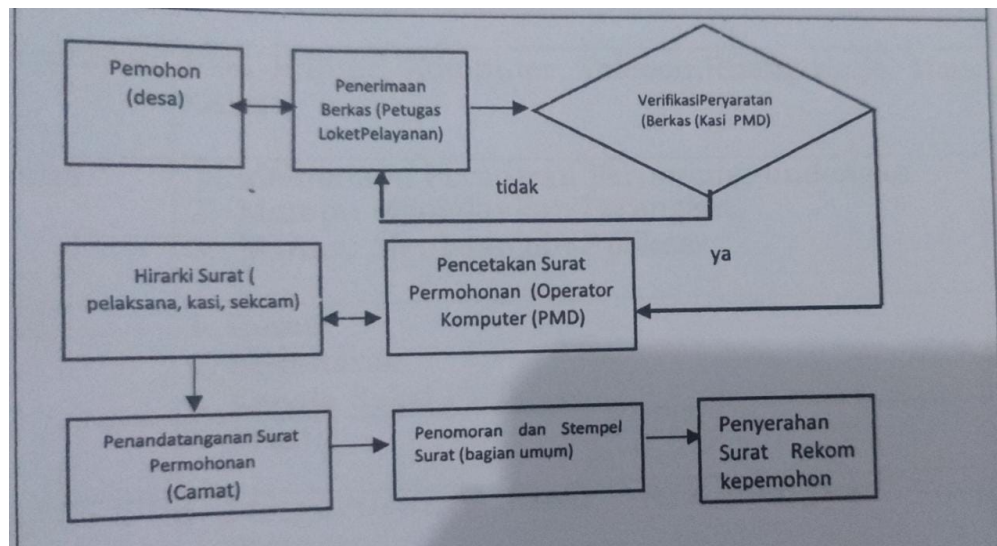 Pemohon
(desa)
Penerimaan
Berkas (Petugas
LoketPelayanan)
VerifikasiPeryaratan
(Berkas (Kasi PMD)
tidak
ya
Hirarki Surat (
pelaksana, kasi, sekcam)
Pencetakan Surat
Permohonan (Operator
Komputer (PMD)
Penandatanganan Surat
Permohonan
(Camat)
Penomoran dan Stempel
Surat (bagian umum)
Penyerahan
Surat Rekom
kepemohon